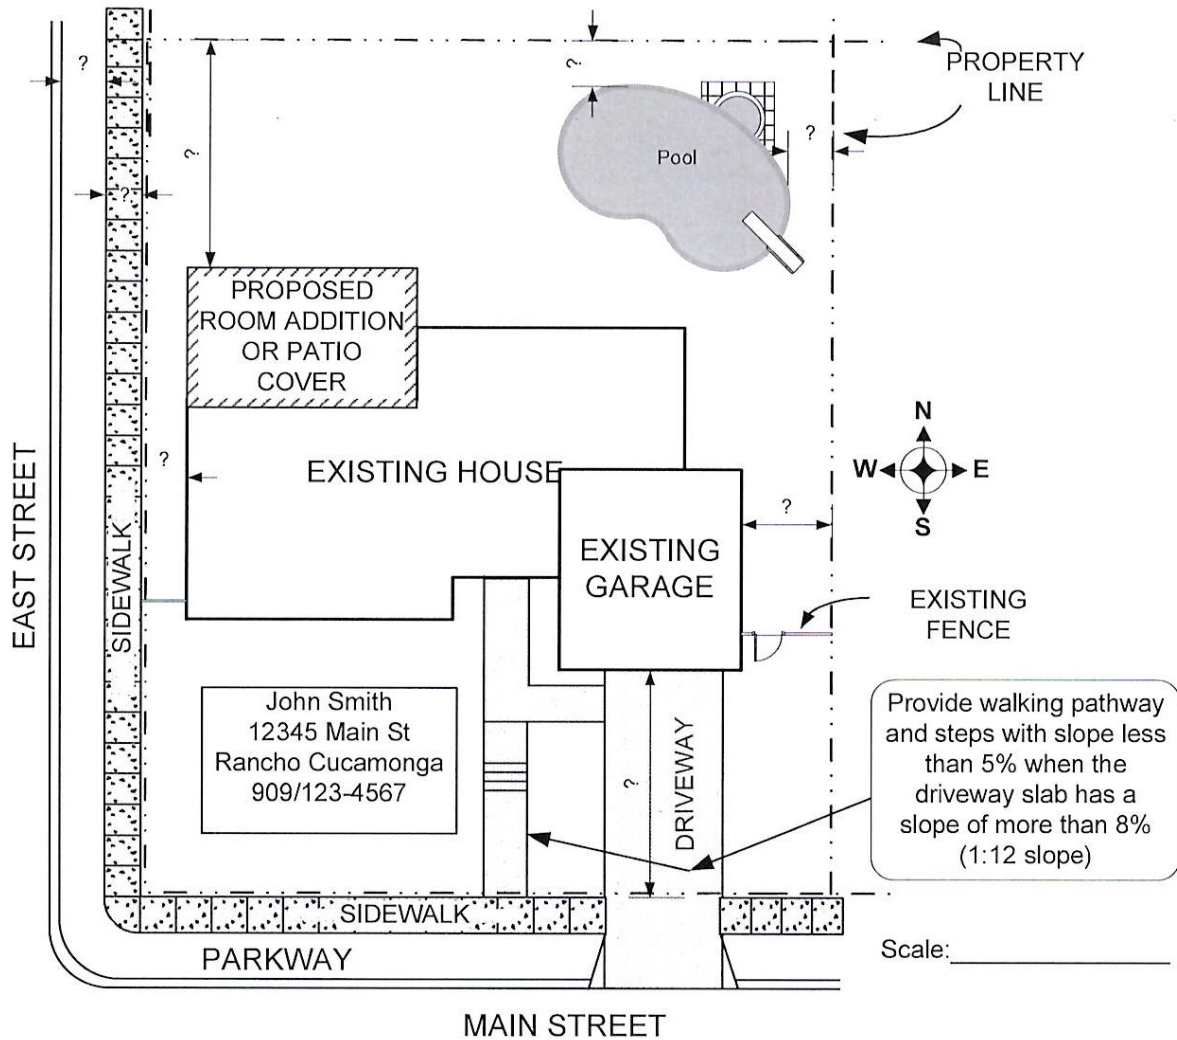 ?
?
?
?
?
PROPERTY
LINE
Pool
PROPOSED
ROOM ADDITION
OR PATIO
COVER
N
W
E
S
?
EXISTING HOUSE
?
EXISTING
GARAGE
EAST STREET
SIDEWALK
EXISTING
FENCE
John Smith
12345 Main St
Rancho Cucamonga
909/123-4567
?
DRIVEWAY
Provide walking pathway
and steps with slope less
than 5% when the
driveway slab has a
slope of more than 8%
(1:12 slope)
SIDEWALK
PARKWAY
Scale:
MAIN STREET